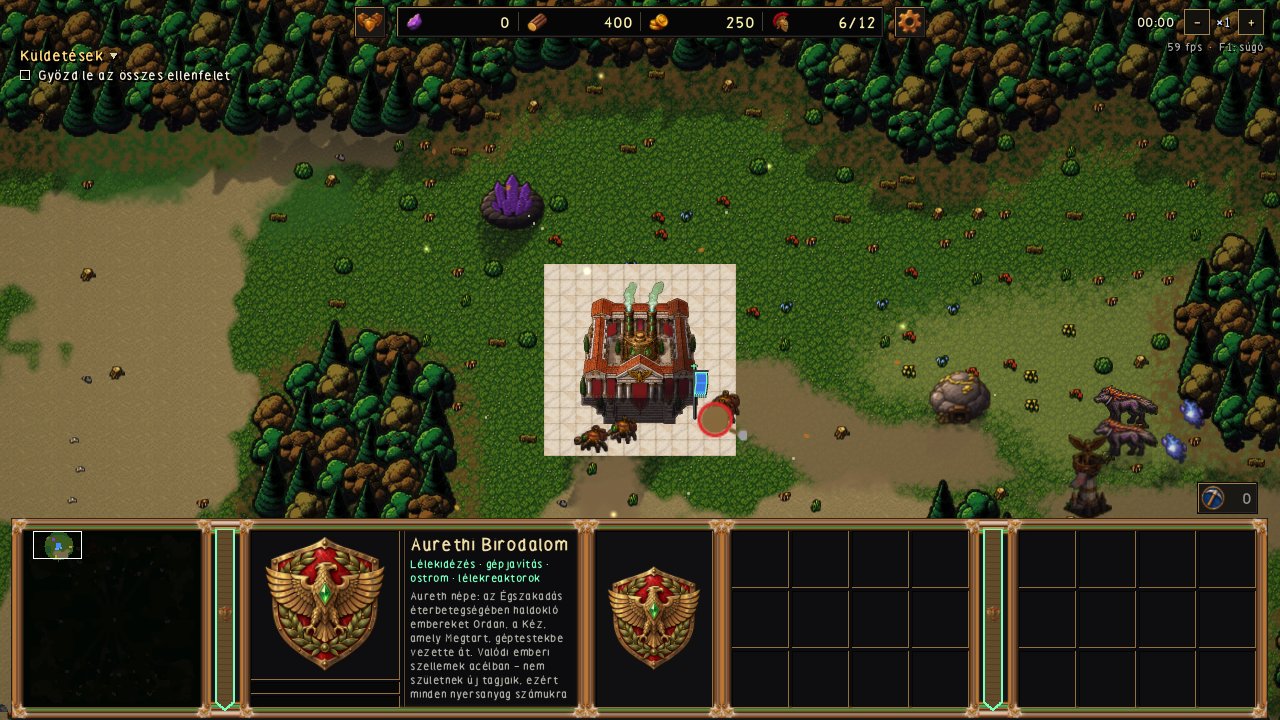 0 400 250 6/12
00:00 - ×1 +
59 fps · F1: súgó
Küldetések
Győzd le az összes ellenfelet
0
Aurethi Birodalom
Lélekidézés · gépjavítás ·
ostrom · lélekreaktorok
Aureth népe: az Égszakadás
éterbetegségében haldokló
embereket Ordan, a Kéz,
amely Megtart, géptestekbe
vezette át. Valódi emberi
szellemek acélban – nem
születnek új tagjaik, ezért
minden nyersanyag számukra